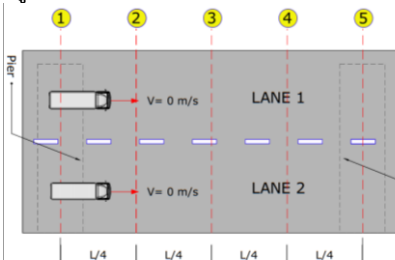 1 2 3 4 5
Pier
V= 0 m/s
LANE 1
V= 0 m/s
LANE 2
L/4 L/4 L/4 L/4